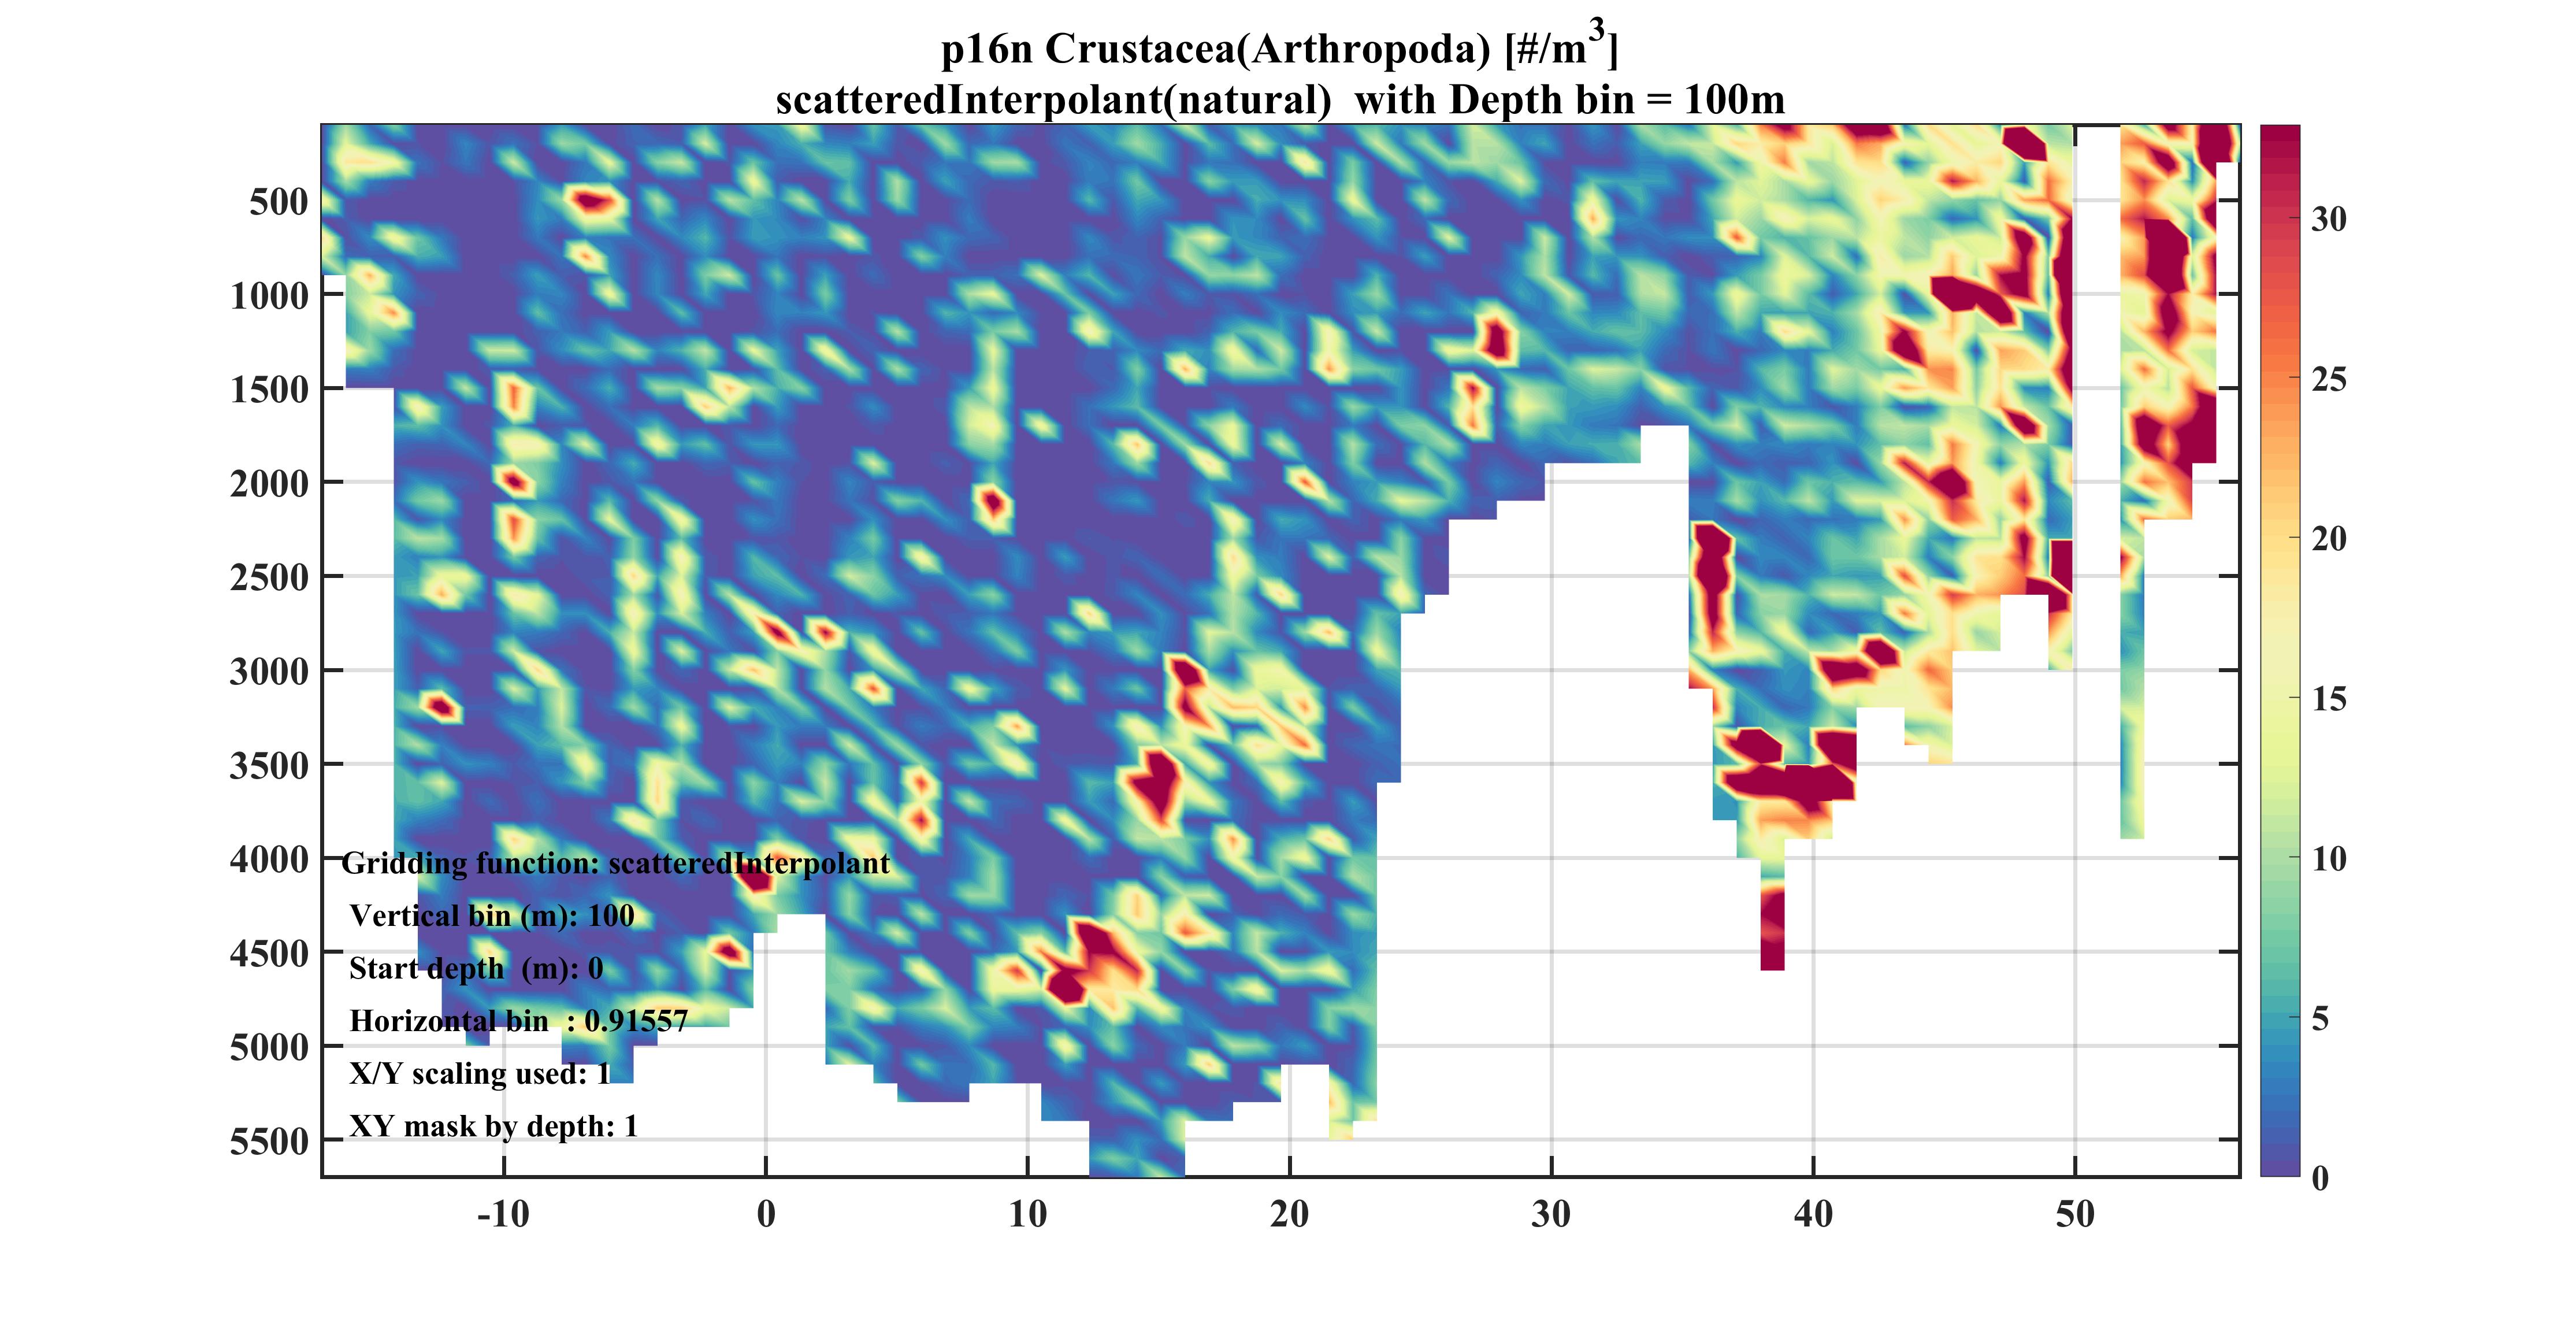 p16n Crustacea(Arthropoda) [#/m³]
scatteredInterpolant(natural)  with Depth bin = 100m
500
1000
1500
2000
2500
3000
3500
4000
4500
5000
5500
Gridding function: scatteredInterpolant
Vertical bin (m): 100
Start depth  (m): 0
Horizontal bin  : 0.91557
X/Y scaling used: 1
XY mask by depth: 1
-10 0 10 20 30 40 50
30
25
20
15
10
5
0